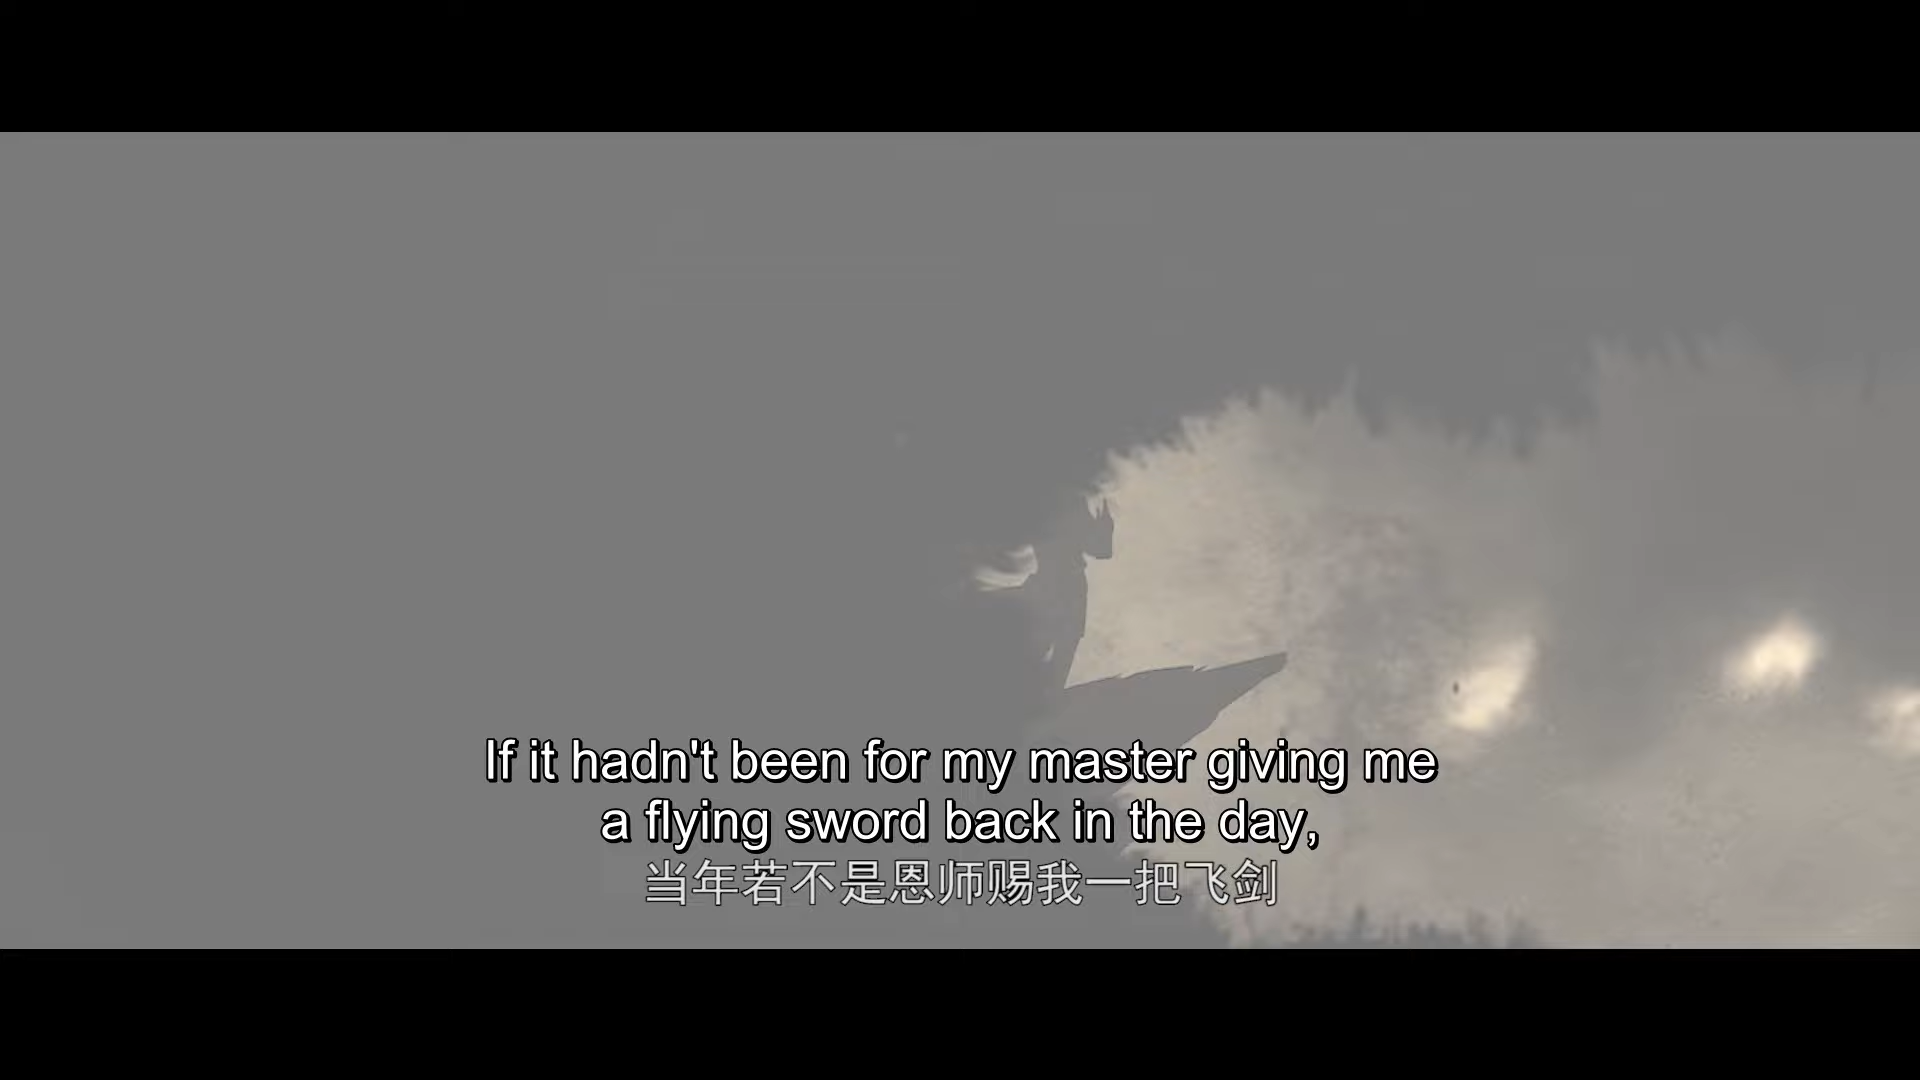 If it hadn't been for my master giving me
a flying sword back in the day,
当年若不是恩师赐我一把飞剑